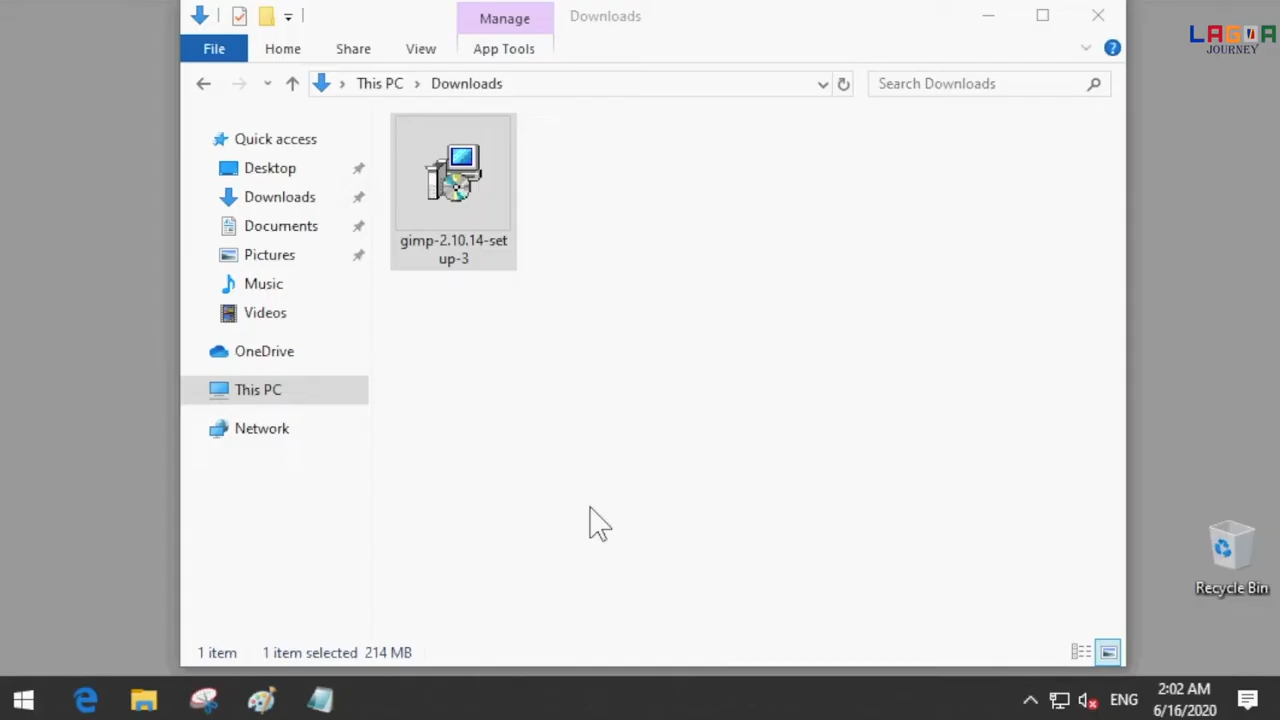 Manage
Downloads
LAGOA
JOURNEY
File
Home
Share
View
App Tools
This PC
Downloads
Search Downloads
Quick access
Desktop
Downloads
Documents
Pictures
Music
Videos
OneDrive
This PC
Network
gimp-2.10.14-set
up-3
Recycle Bin
1 item
1 item selected 214 MB
ENG
2:02 AM
6/16/2020